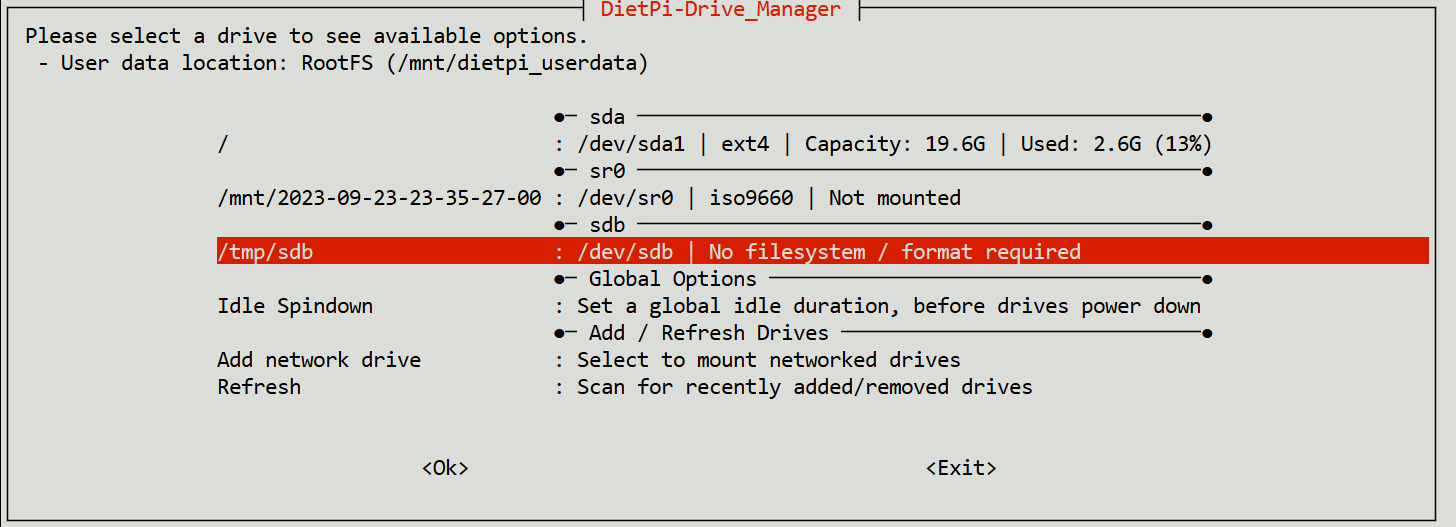 DietPi-Drive_Manager
Please select a drive to see available options.
- User data location: RootFS (/mnt/dietpi_userdata)
●─ sda ─●
/ : /dev/sda1 | ext4 | Capacity: 19.6G | Used: 2.6G (13%)
●─ sr0 ─●
/mnt/2023-09-23-23-35-27-00 : /dev/sr0 | iso9660 | Not mounted
●─ sdb ─●
/tmp/sdb : /dev/sdb | No filesystem / format required
●─ Global Options ─●
Idle Spindown : Set a global idle duration, before drives power down
●─ Add / Refresh Drives ─●
Add network drive : Select to mount networked drives
Refresh : Scan for recently added/removed drives
<Ok> <Exit>